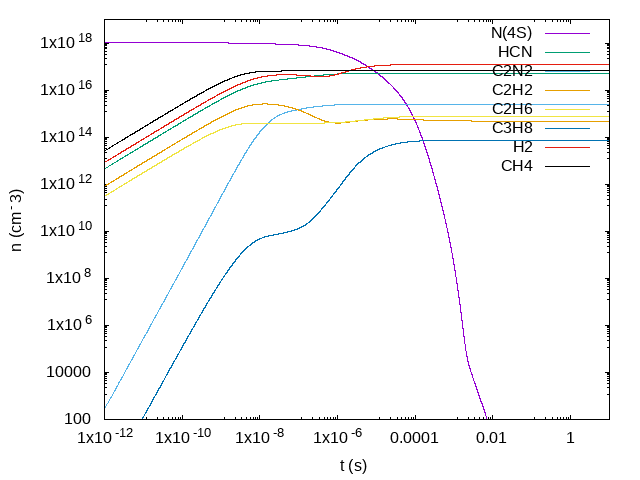 1x10^18
1x10^16
1x10^14
1x10^12
1x10^10
1x10^8
1x10^6
10000
100
n (cm^-3)
N(4S)
HCN
C2N2
C2H2
C2H6
C3H8
H2
CH4
1x10^-12 1x10^-10 1x10^-8 1x10^-6 0.0001 0.01 1
t (s)